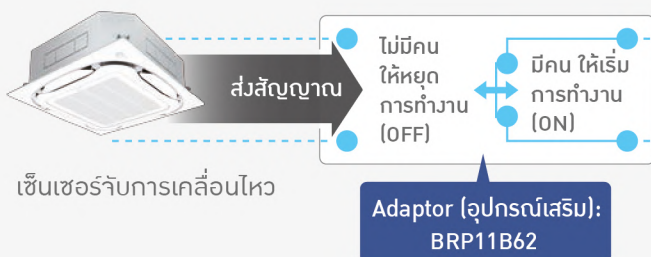 ส่งสัญญาณ
ไม่มีคน
ให้หยุด
การทำงาน
(OFF)
มีคน ให้เริ่ม
การทำงาน
(ON)
เซ็นเซอร์จับการเคลื่อนไหว
Adaptor (อุปกรณ์เสริม):
BRP11B62